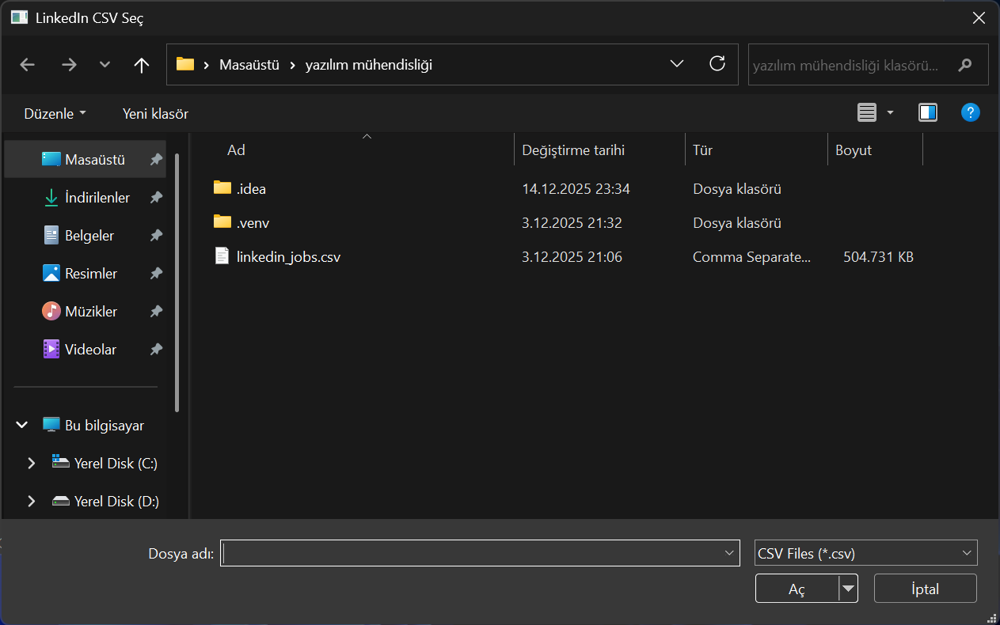 LinkedIn CSV Seç
Masaüstü
yazılım mühendisliği
yazılım mühendisliği klasörü...
Düzenle
Yeni klasör
?
Masaüstü
İndirilenler
Belgeler
Resimler
Müzikler
Videolar
Bu bilgisayar
Yerel Disk (C:)
Yerel Disk (D:)
Ad Değiştirme tarihi Tür Boyut
.idea 14.12.2025 23:34 Dosya klasörü
.venv 3.12.2025 21:32 Dosya klasörü
linkedin_jobs.csv 3.12.2025 21:06 Comma Separate... 504.731 KB
Dosya adı:
CSV Files (*.csv)
Aç
İptal